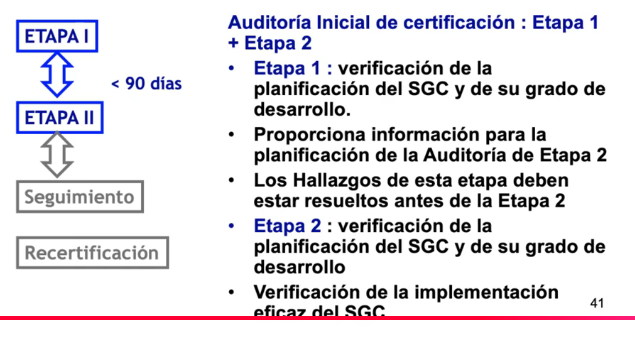 ETAPA I
< 90 días
ETAPA II
Seguimiento
Recertificación
Auditoría Inicial de certificación : Etapa 1
+ Etapa 2
• Etapa 1 : verificación de la
planificación del SGC y de su grado de
desarrollo.
• Proporciona información para la
planificación de la Auditoría de Etapa 2
• Los Hallazgos de esta etapa deben
estar resueltos antes de la Etapa 2
• Etapa 2 : verificación de la
planificación del SGC y de su grado de
desarrollo
• Verificación de la implementación
eficaz del SGC
41